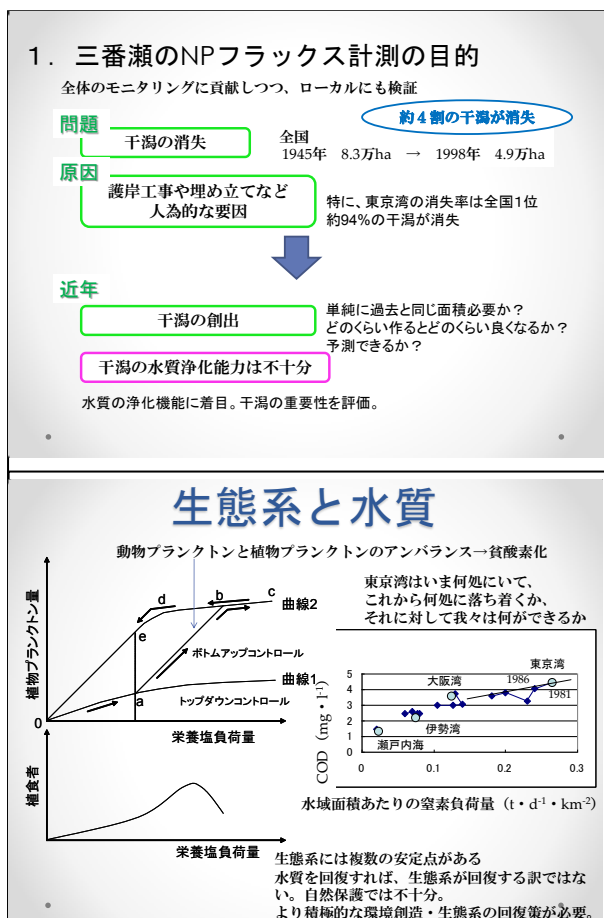 １．三番瀬のNPフラックス計測の目的
全体のモニタリングに貢献しつつ、ローカルにも検証
問題
約４割の干潟が消失
干潟の消失
全国
1945年 8.3万ha → 1998年 4.9万ha
原因
護岸工事や埋め立てなど
人為的な要因
特に、東京湾の消失率は全国1位
約94%の干潟が消失
近年
干潟の創出
単純に過去と同じ面積必要か？
どのくらい作るとどのくらい良くなるか？
予測できるか？
干潟の水質浄化能力は不十分
水質の浄化機能に着目。干潟の重要性を評価。
生態系と水質
動物プランクトンと植物プランクトンのアンバランス→貧酸素化
植物プランクトン量
d
b
c
曲線2
e
ボトムアップコントロール
曲線1
a
トップダウンコントロール
0
栄養塩負荷量
植食者
栄養塩負荷量
東京湾はいま何処にいて、
これから何処に落ち着くか、
それに対して我々は何ができるか
COD（mg・l-1）
5
4
3
2
1
0
東京湾
大阪湾
1986
1981
伊勢湾
瀬戸内海
0 0.1 0.2 0.3
水域面積あたりの窒素負荷量（t・d-1・km-2）
生態系には複数の安定点がある
水質を回復すれば、生態系が回復する訳ではな
い。自然保護では不十分。
より積極的な環境創造・生態系の回復策が必要。